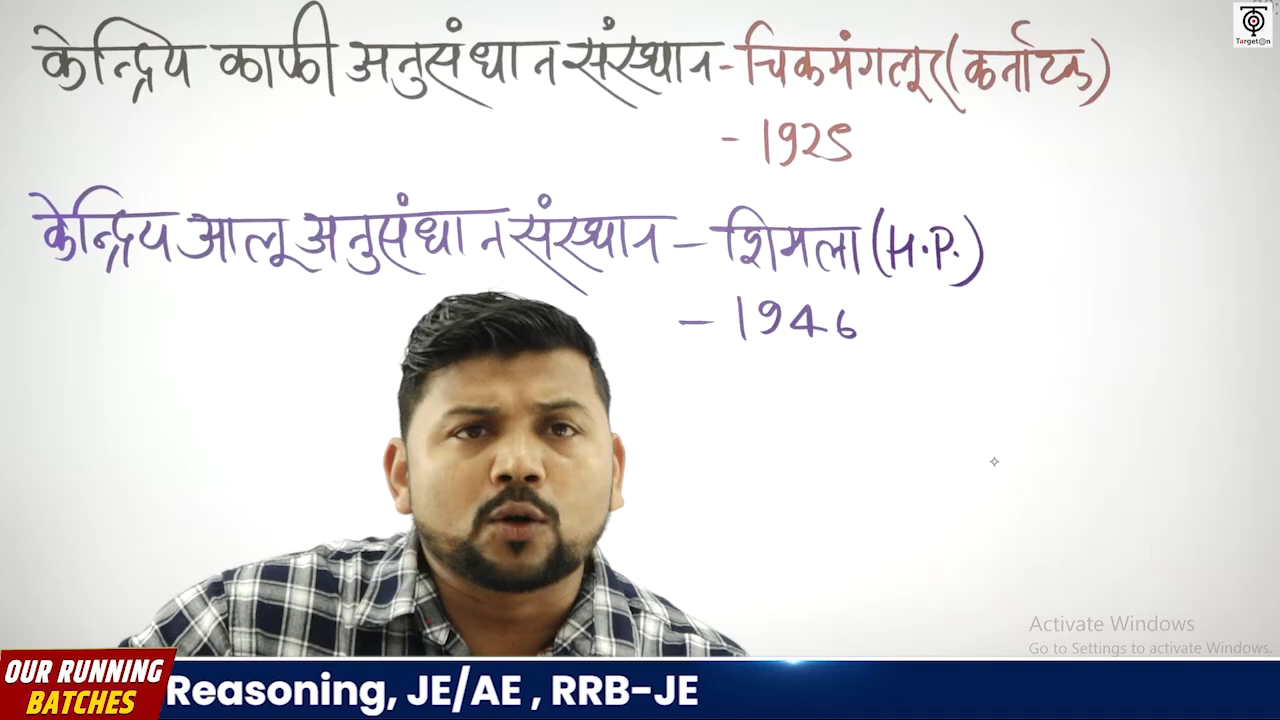 केन्द्रिय काफी अनुसंधान संस्थान - चिकमंगलूर (कर्नाटक)
- 1925
केन्द्रिय आलू अनुसंधान संस्थान - शिमला (H.P.)
- 1946
TargetOn
Activate Windows
Go to Settings to activate Windows.
OUR RUNNING
BATCHES
Reasoning, JE/AE , RRB-JE